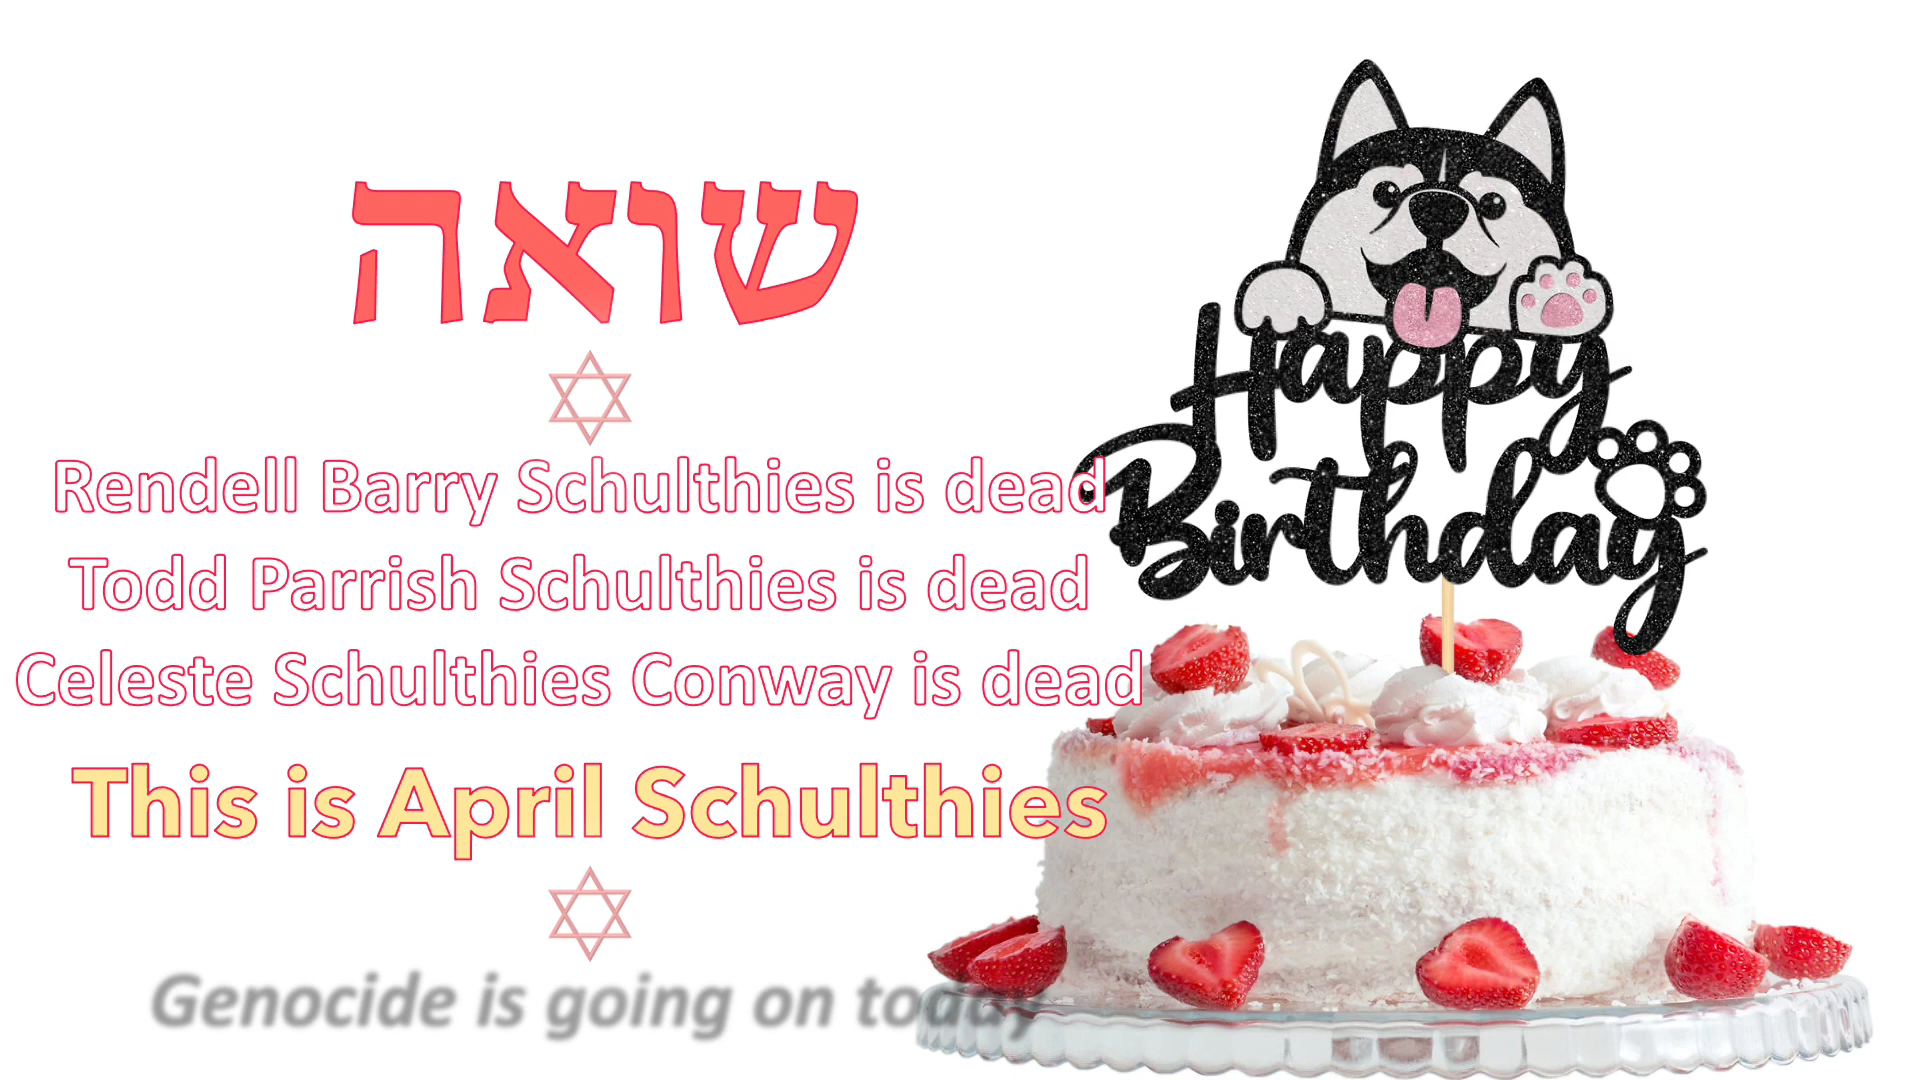 שואה
Rendell Barry Schulthies is dead
Todd Parrish Schulthies is dead
Celeste Schulthies Conway is dead
This is April Schulthies
Genocide is going on today
Happy
Birthday